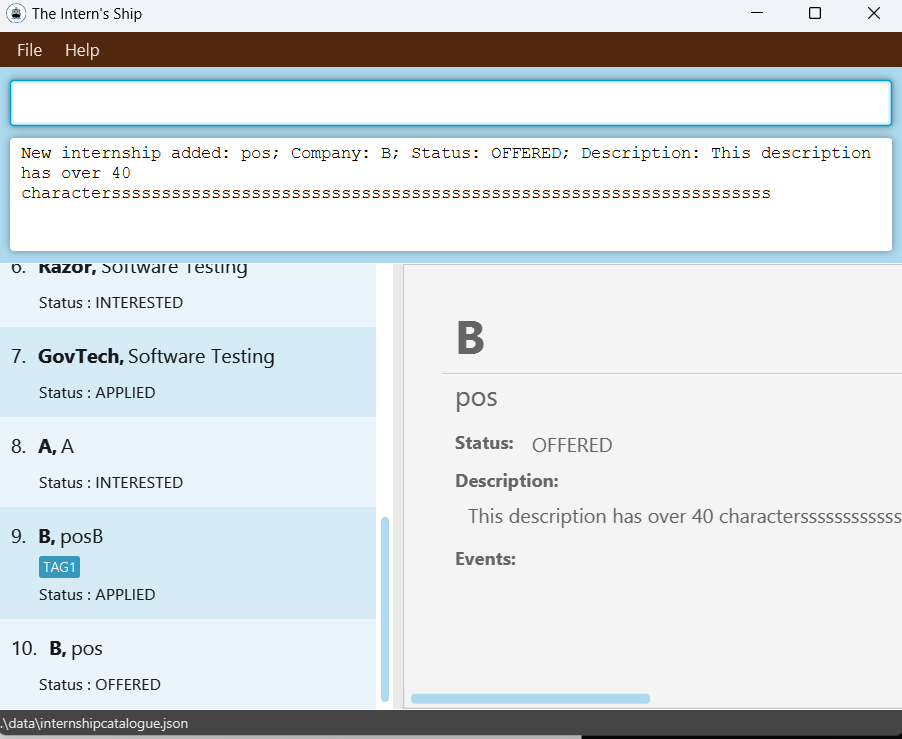 The Intern's Ship
File Help
New internship added: pos; Company: B; Status: OFFERED; Description: This description
has over 40
characterssssssssssssssssssssssssssssssssssssssssssssssssssssssssssssssssss
6. Razor, Software Testing
Status : INTERESTED
7. GovTech, Software Testing
Status : APPLIED
8. A, A
Status : INTERESTED
9. B, posB
TAG1
Status : APPLIED
10. B, pos
Status : OFFERED
B
pos
Status: OFFERED
Description:
This description has over 40 characterssssssssssss
Events:
.\data\internshipcatalogue.json